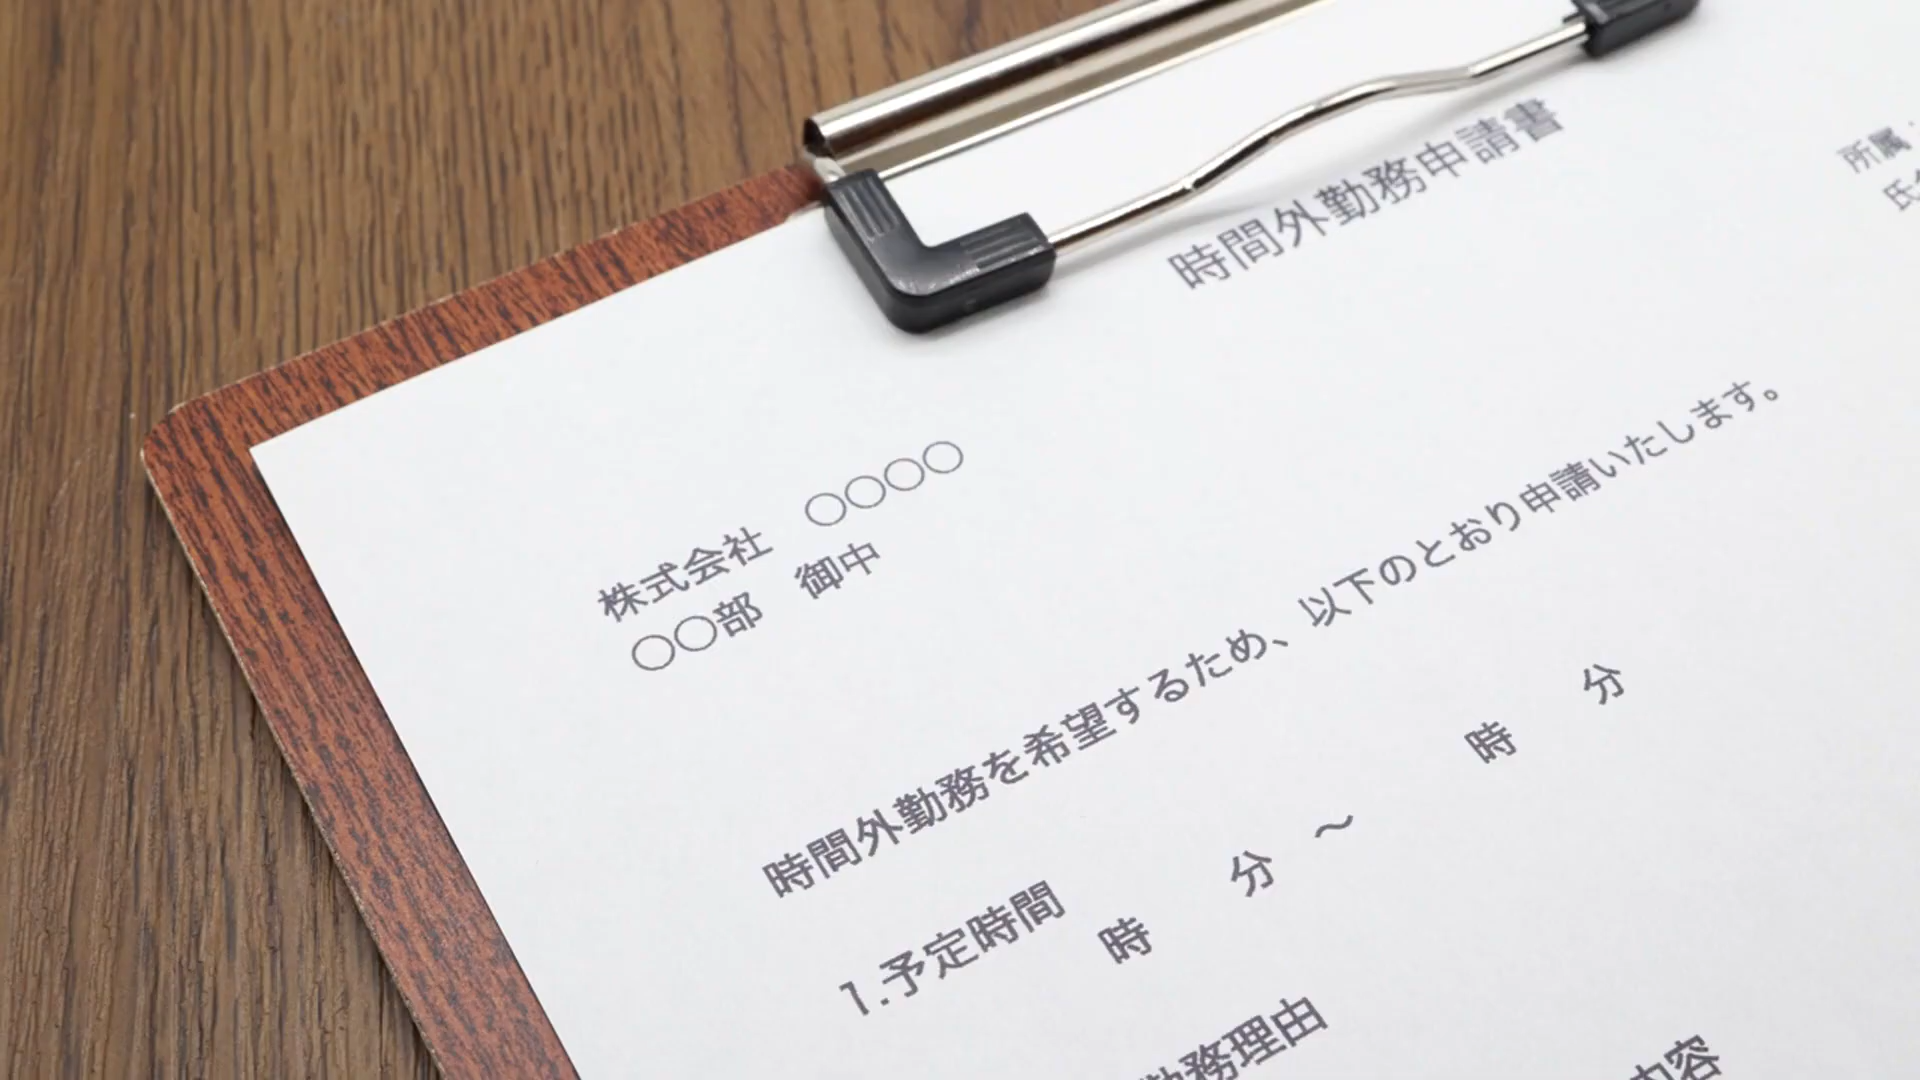 時間外勤務申請書
所属
株式会社　○○○○
○○部　御中
時間外勤務を希望するため、以下のとおり申請いたします。
1.予定時間　時　分　～　時　分
勤務理由
内容